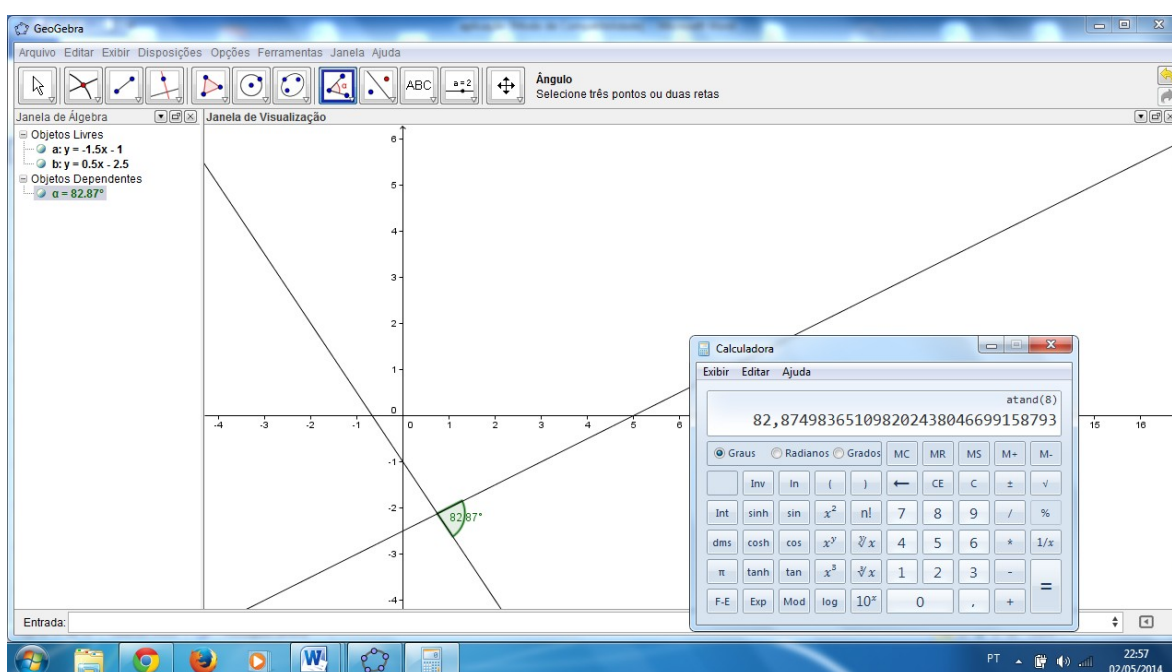 GeoGebra
Arquivo Editar Exibir Disposições Opções Ferramentas Janela Ajuda
ABC
a=2
Ângulo
Selecione três pontos ou duas retas
Janela de Álgebra
Janela de Visualização
Objetos Livres
a: y = -1.5x - 1
b: y = 0.5x - 2.5
Objetos Dependentes
α = 82.87°
6
5
4
3
2
1
0
-1
-2
-3
-4
-4 -3 -2 -1 0 1 2 3 4 5 6 15 16
82.87°
Calculadora
Exibir Editar Ajuda
atand(8)
82,874983651098202438046699158793
Graus Radianos Grados MC MR MS M+ M-
Inv ln ( ) ← CE C ± √
Int sinh sin x² n! 7 8 9 / %
dms cosh cos xʸ ʸ√x 4 5 6 * 1/x
π tanh tan x³ ³√x 1 2 3 - =
F-E Exp Mod log 10ˣ 0 , +
Entrada:
PT
22:57
02/05/2014